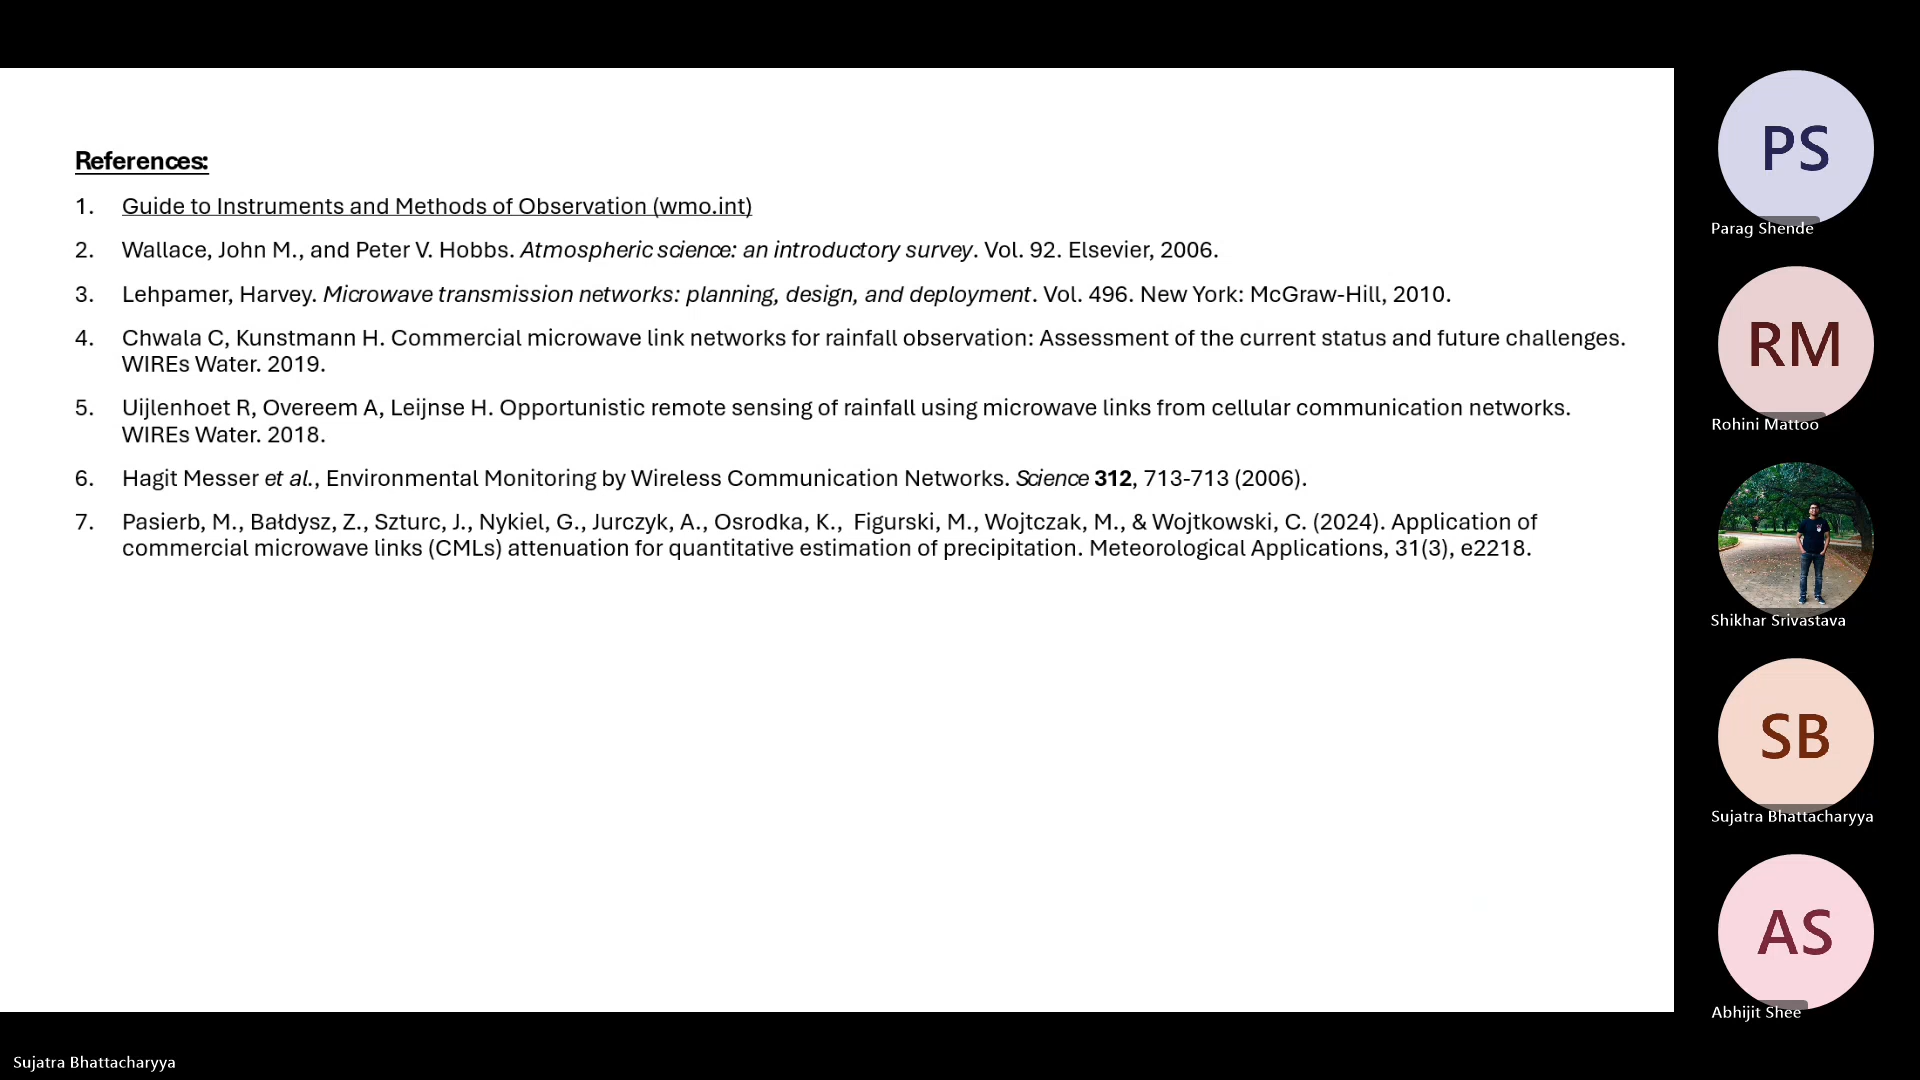 References:
1. Guide to Instruments and Methods of Observation (wmo.int)
2. Wallace, John M., and Peter V. Hobbs. Atmospheric science: an introductory survey. Vol. 92. Elsevier, 2006.
3. Lehpamer, Harvey. Microwave transmission networks: planning, design, and deployment. Vol. 496. New York: McGraw-Hill, 2010.
4. Chwala C, Kunstmann H. Commercial microwave link networks for rainfall observation: Assessment of the current status and future challenges.
WIREs Water. 2019.
5. Uijlenhoet R, Overeem A, Leijnse H. Opportunistic remote sensing of rainfall using microwave links from cellular communication networks.
WIREs Water. 2018.
6. Hagit Messer et al., Environmental Monitoring by Wireless Communication Networks. Science 312, 713-713 (2006).
7. Pasierb, M., Bałdysz, Z., Szturc, J., Nykiel, G., Jurczyk, A., Osrodka, K., Figurski, M., Wojtczak, M., & Wojtkowski, C. (2024). Application of
commercial microwave links (CMLs) attenuation for quantitative estimation of precipitation. Meteorological Applications, 31(3), e2218.
PS
Parag Shende
RM
Rohini Mattoo
Shikhar Srivastava
SB
Sujatra Bhattacharyya
AS
Abhijit Shee
Sujatra Bhattacharyya